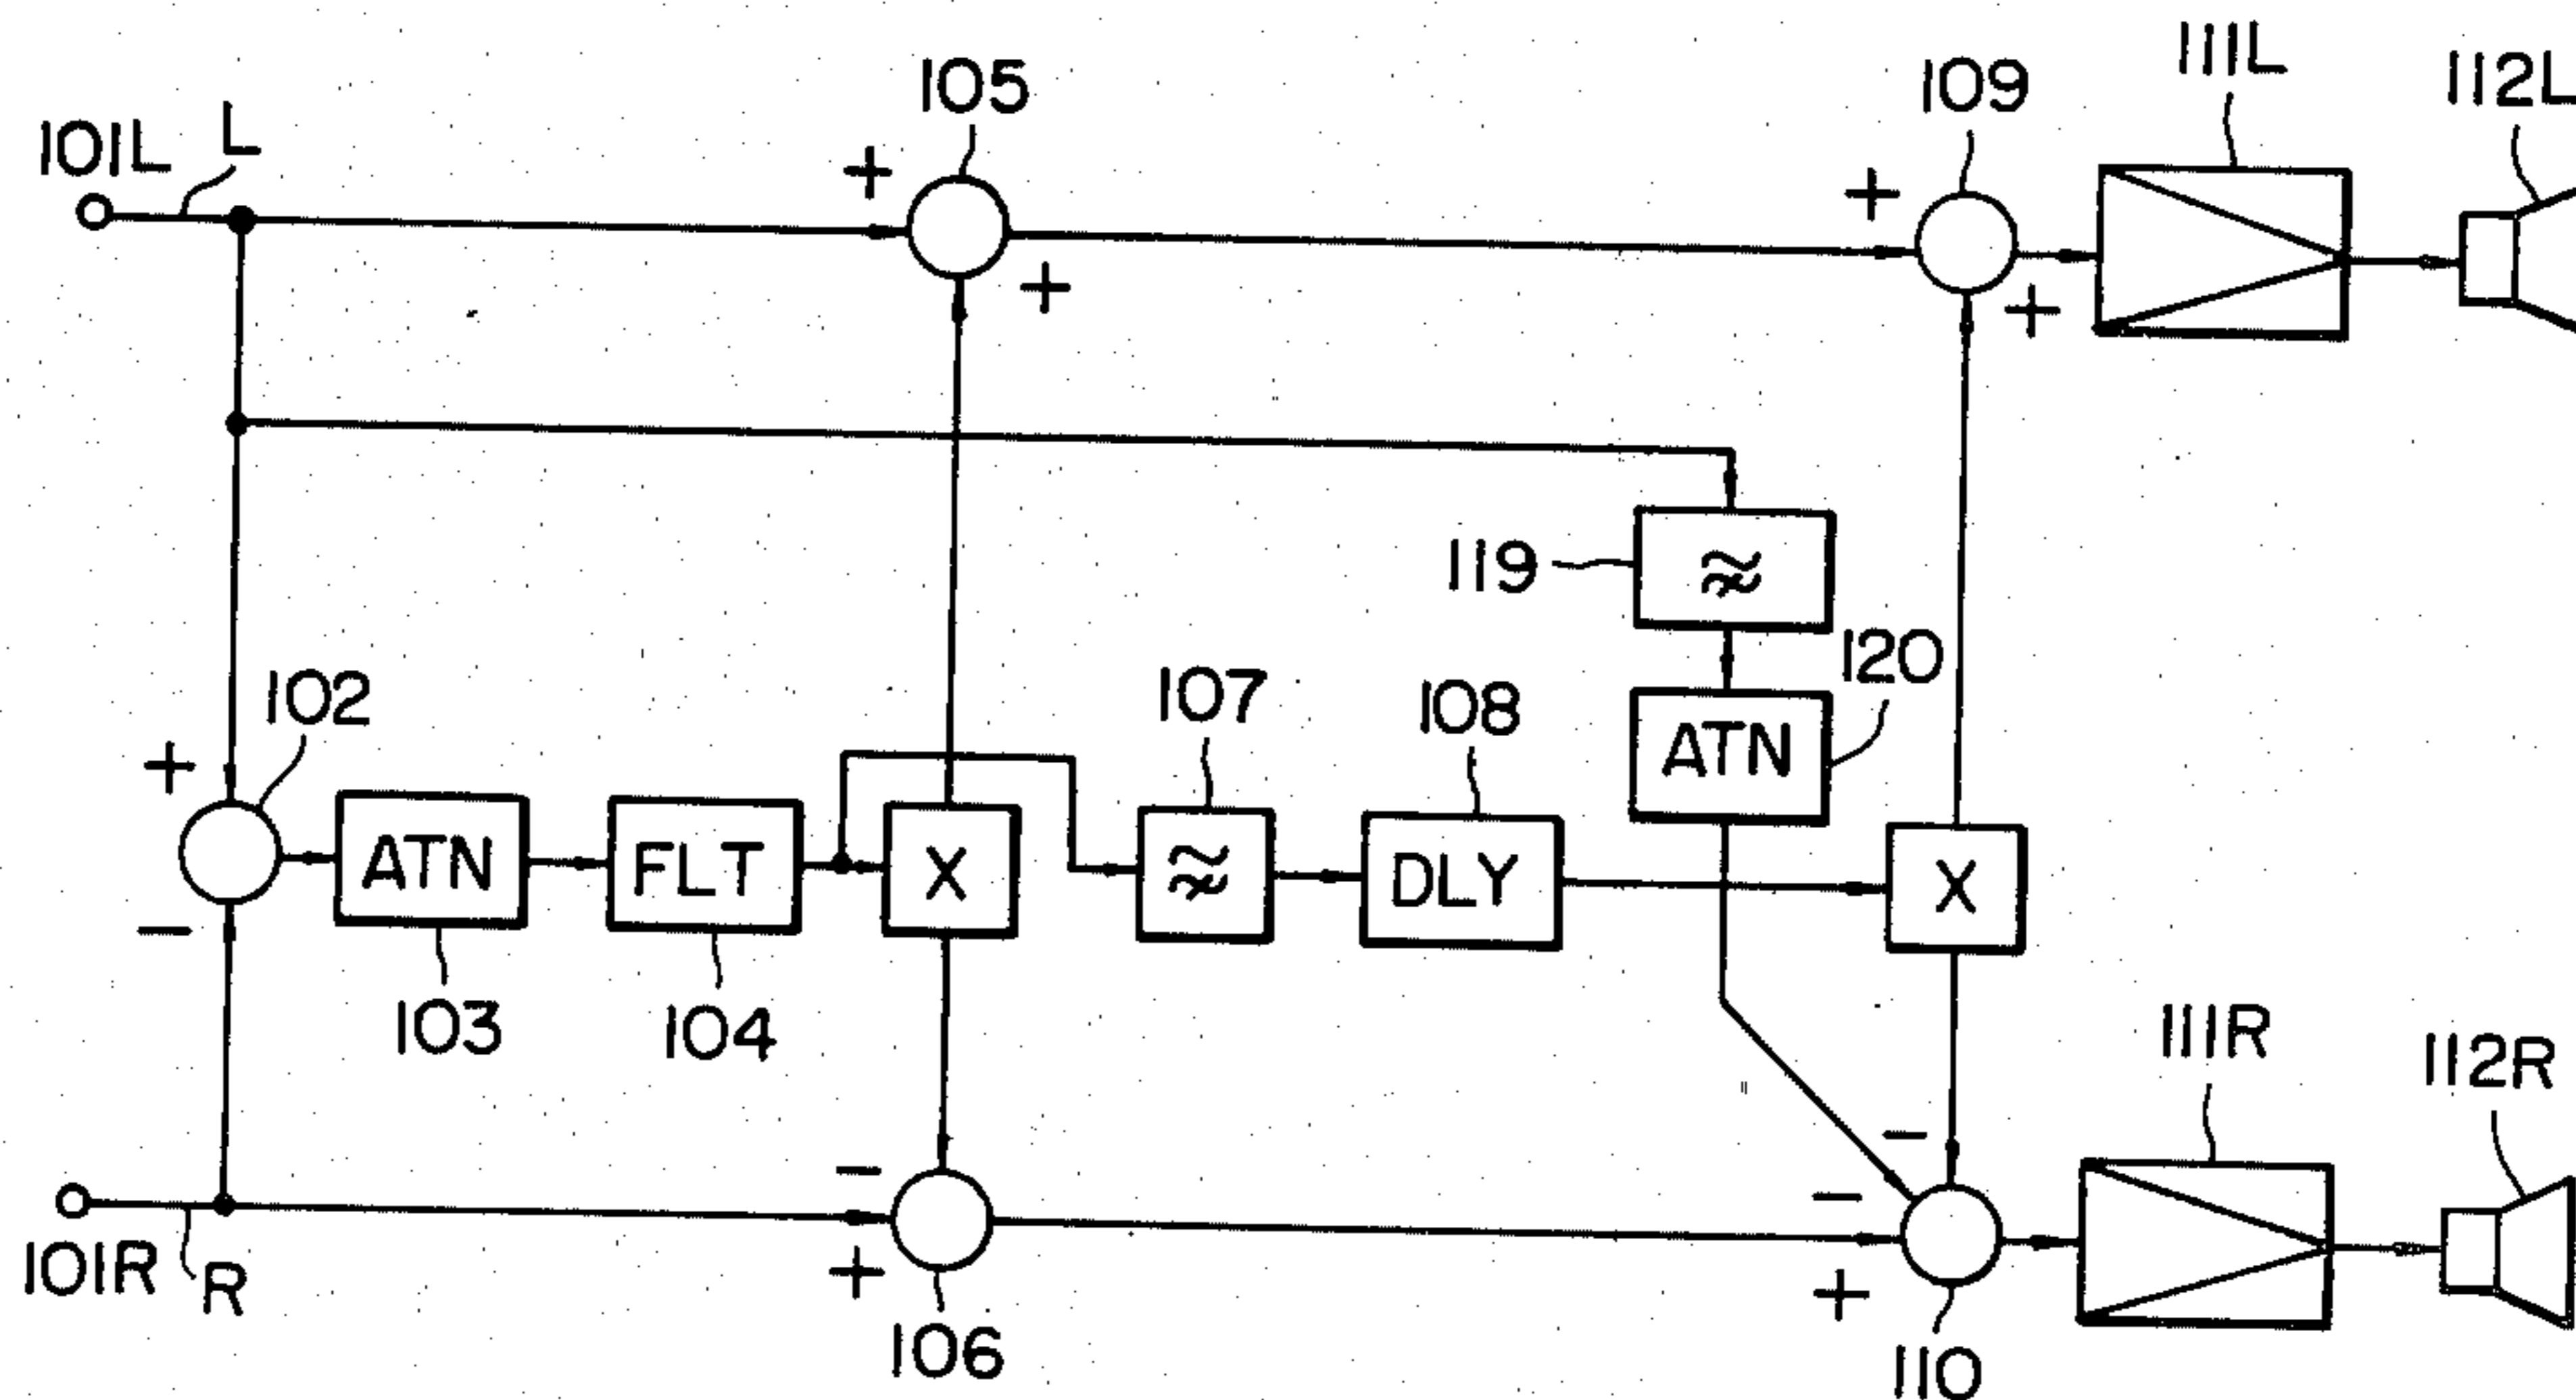 111L
112L
105
109
101L
L
+
+
+
+
119
≈
120
102
107
108
ATN
+
ATN
FLT
X
≈
DLY
X
−
103
104
111R
112R
−
−
−
101R
R
+
+
106
110